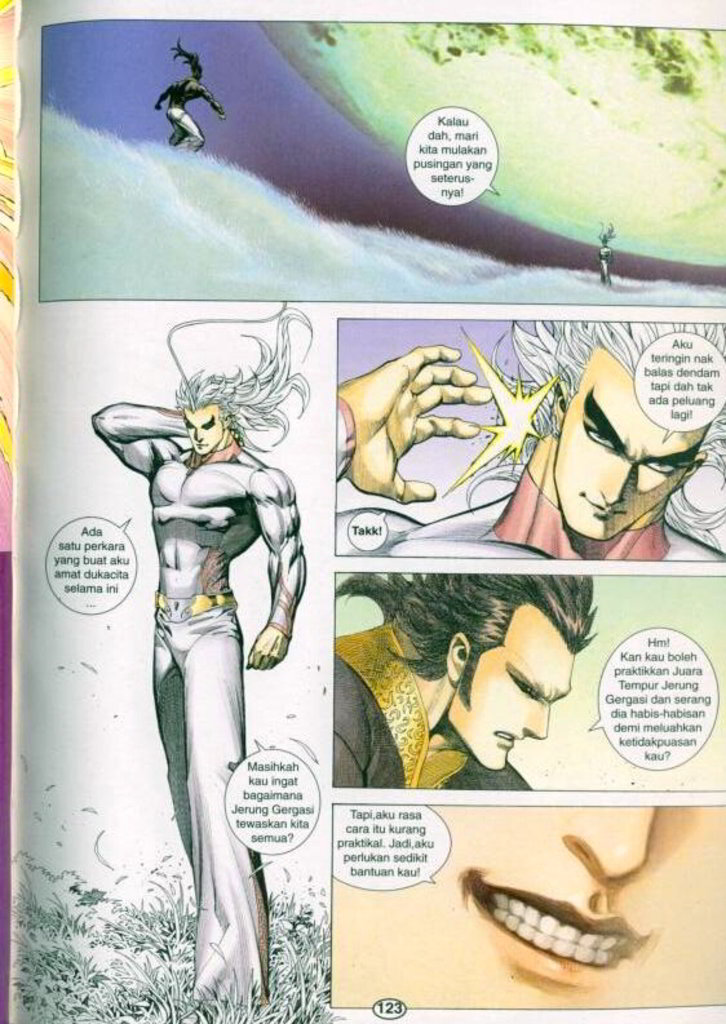 Kalau
dah, mari
kita mulakan
pusingan yang
seterus-
nya!
Ada
satu perkara
yang buat aku
amat dukacita
selama ini
...
Masihkah
kau ingat
bagaimana
Jerung Gergasi
tewaskan kita
semua?
Aku
teringin nak
balas dendam
tapi dah tak
ada peluang
lagi!
Takk!
Hm!
Kan kau boleh
praktikkan Juara
Tempur Jerung
Gergasi dan serang
dia habis-habisan
demi meluahkan
ketidakpuasan
kau?
Tapi,aku rasa
cara itu kurang
praktikal. Jadi,aku
perlukan sedikit
bantuan kau!
123